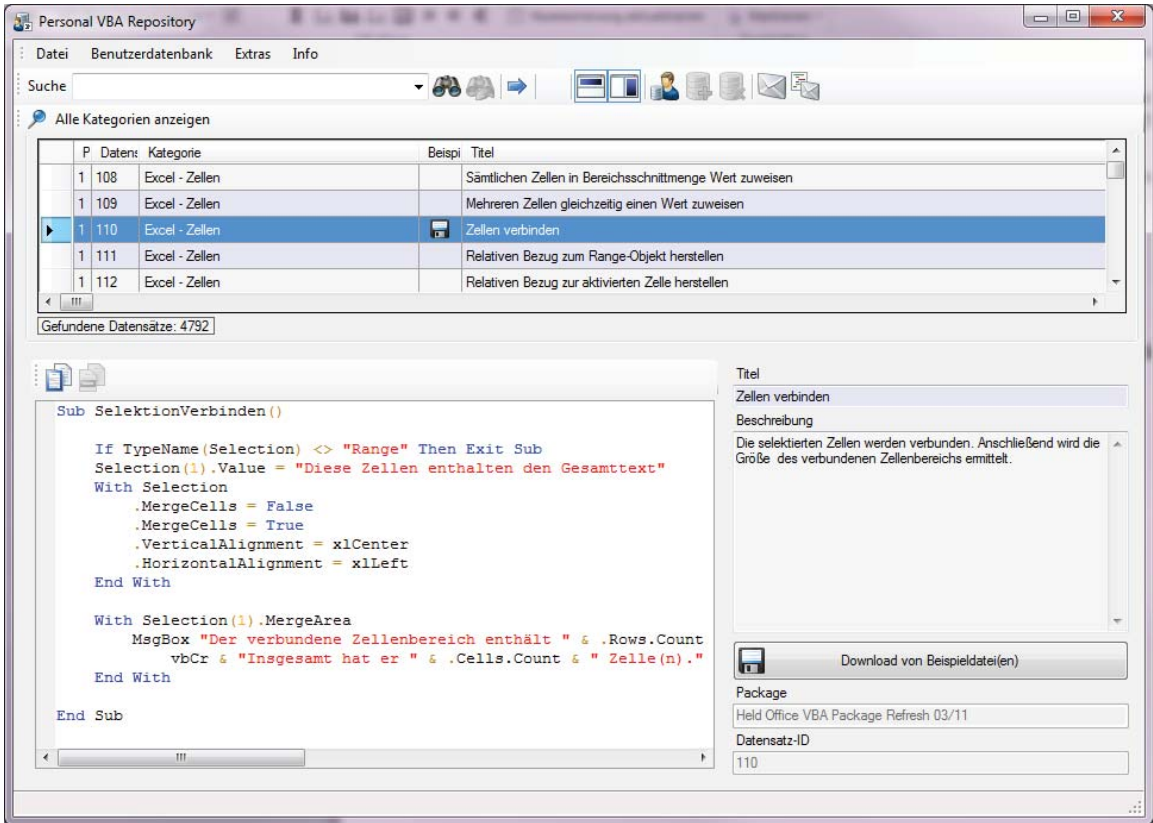 Personal VBA Repository
Datei Benutzerdatenbank Extras Info
Suche
Alle Kategorien anzeigen
P Datens Kategorie Beispi Titel
1 108 Excel - Zellen Sämtlichen Zellen in Bereichsschnittmenge Wert zuweisen
1 109 Excel - Zellen Mehreren Zellen gleichzeitig einen Wert zuweisen
1 110 Excel - Zellen Zellen verbinden
1 111 Excel - Zellen Relativen Bezug zum Range-Objekt herstellen
1 112 Excel - Zellen Relativen Bezug zur aktivierten Zelle herstellen
Gefundene Datensätze: 4792
Sub SelektionVerbinden()
If TypeName(Selection) <> "Range" Then Exit Sub
Selection(1).Value = "Diese Zellen enthalten den Gesamttext"
With Selection
.MergeCells = False
.MergeCells = True
.VerticalAlignment = xlCenter
.HorizontalAlignment = xlLeft
End With
With Selection(1).MergeArea
MsgBox "Der verbundene Zellenbereich enthält " & .Rows.Count
vbCr & "Insgesamt hat er " & .Cells.Count & " Zelle(n)."
End With
End Sub
Titel
Zellen verbinden
Beschreibung
Die selektierten Zellen werden verbunden. Anschließend wird die
Größe des verbundenen Zellenbereichs ermittelt.
Download von Beispieldatei(en)
Package
Held Office VBA Package Refresh 03/11
Datensatz-ID
110